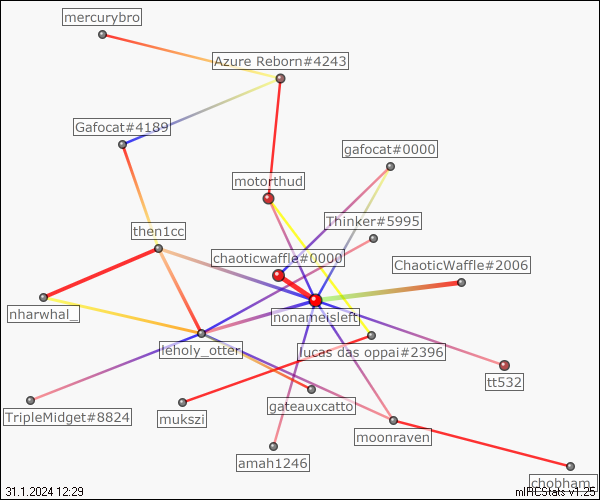 mercurybro
Azure Reborn#4243
Gafocat#4189
gafocat#0000
motorthud
Thinker#5995
then1cc
chaoticwaffle#0000
ChaoticWaffle#2006
nharwhal_
nonameisleft
leholy_otter
lucas das oppai#2396
tt532
gateauxcatto
TripleMidget#8824
mukszi
moonraven
amah1246
chobham
31.1.2024 12:29
mIRCStats v1.25